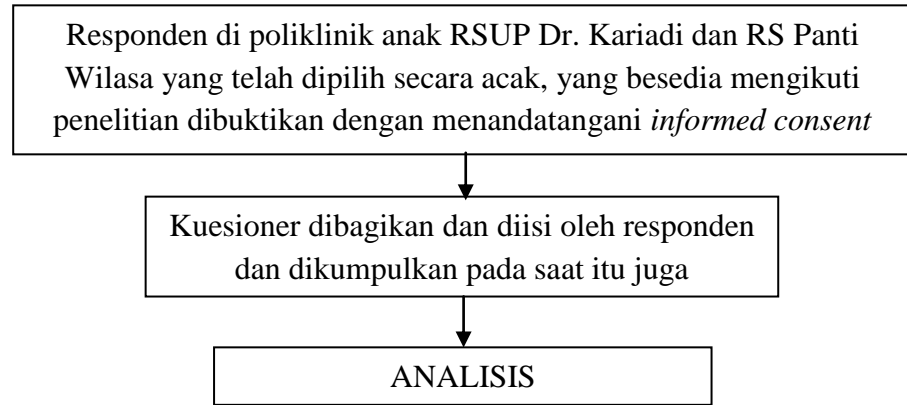 Responden di poliklinik anak RSUP Dr. Kariadi dan RS Panti
Wilasa yang telah dipilih secara acak, yang besedia mengikuti
penelitian dibuktikan dengan menandatangani informed consent
Kuesioner dibagikan dan diisi oleh responden
dan dikumpulkan pada saat itu juga
ANALISIS